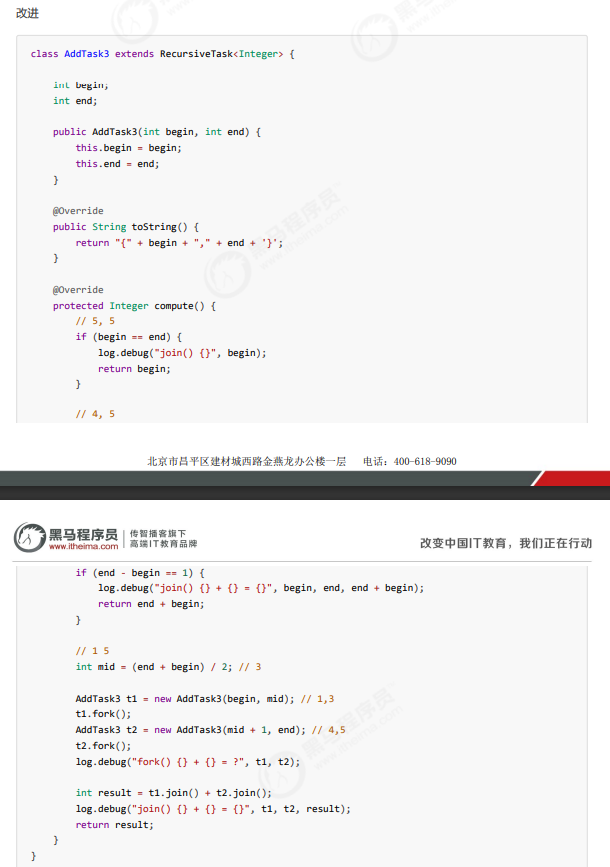 改进
class AddTask3 extends RecursiveTask<Integer> {
    int begin;
    int end;
    public AddTask3(int begin, int end) {
        this.begin = begin;
        this.end = end;
    }
    @Override
    public String toString() {
        return "{" + begin + "," + end + '}';
    }
    @Override
    protected Integer compute() {
        // 5, 5
        if (begin == end) {
            log.debug("join() {}", begin);
            return begin;
        }
        // 4, 5
北京市昌平区建材城西路金燕龙办公楼一层 电话：400-618-9090
黑马程序员 传智播客旗下
www.itheima.com 高端IT教育品牌
改变中国IT教育，我们正在行动
        if (end - begin == 1) {
            log.debug("join() {} + {} = {}", begin, end, end + begin);
            return end + begin;
        }
        // 1 5
        int mid = (end + begin) / 2; // 3
        AddTask3 t1 = new AddTask3(begin, mid); // 1,3
        t1.fork();
        AddTask3 t2 = new AddTask3(mid + 1, end); // 4,5
        t2.fork();
        log.debug("fork() {} + {} = ?", t1, t2);
        int result = t1.join() + t2.join();
        log.debug("join() {} + {} = {}", t1, t2, result);
        return result;
    }
}